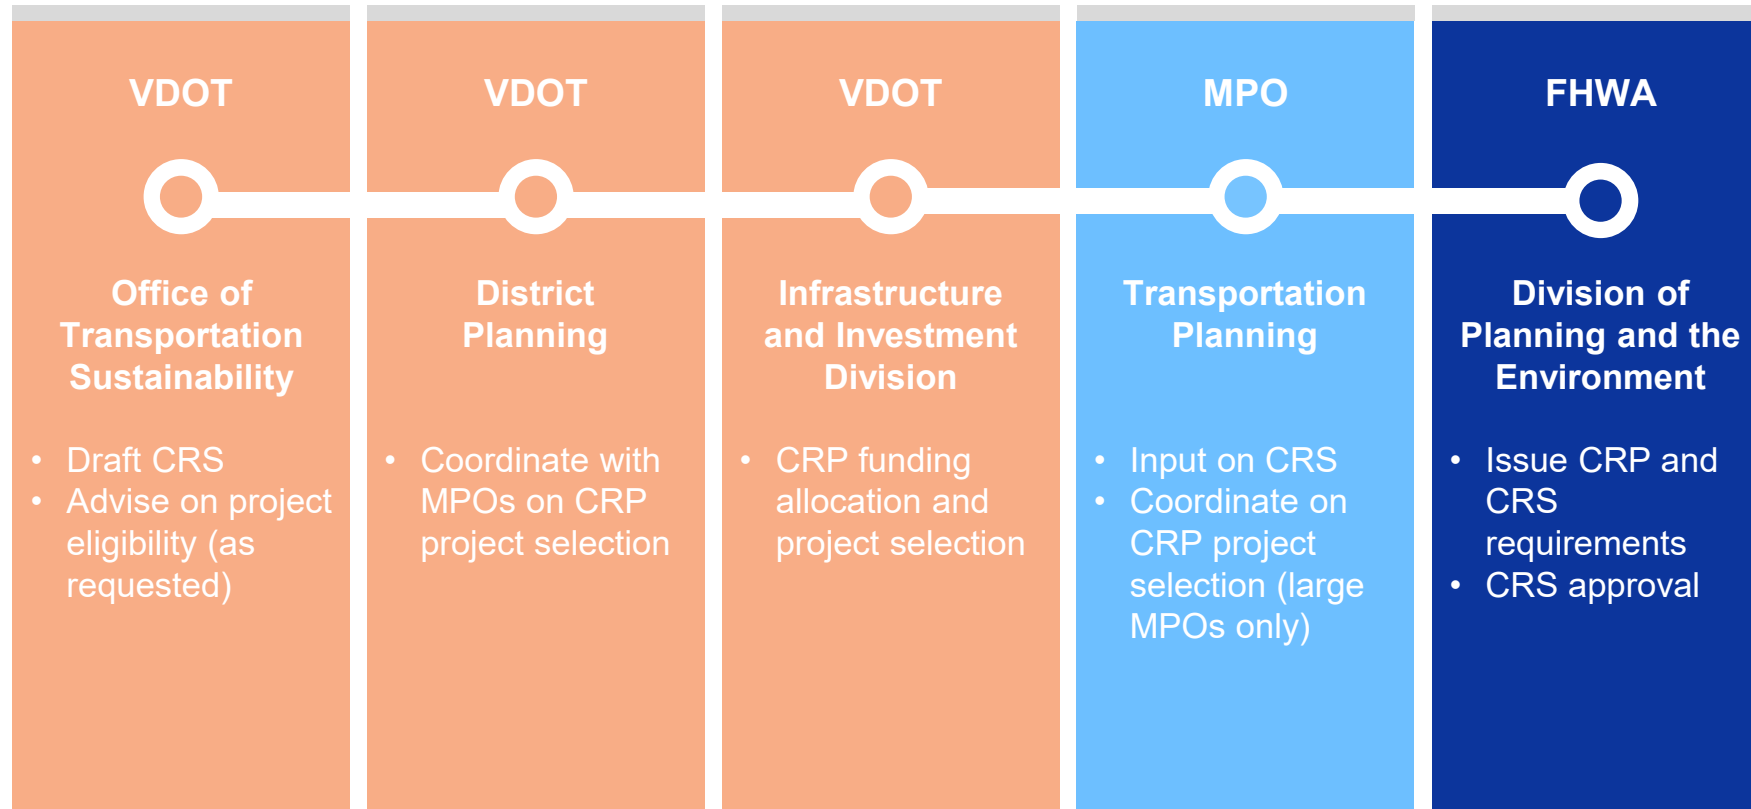 VDOT
Office of
Transportation
Sustainability
• Draft CRS
• Advise on project
eligibility (as
requested)
VDOT
District
Planning
• Coordinate with
MPOs on CRP
project selection
VDOT
Infrastructure
and Investment
Division
• CRP funding
allocation and
project selection
MPO
Transportation
Planning
• Input on CRS
• Coordinate on
CRP project
selection (large
MPOs only)
FHWA
Division of
Planning and the
Environment
• Issue CRP and
CRS
requirements
• CRS approval